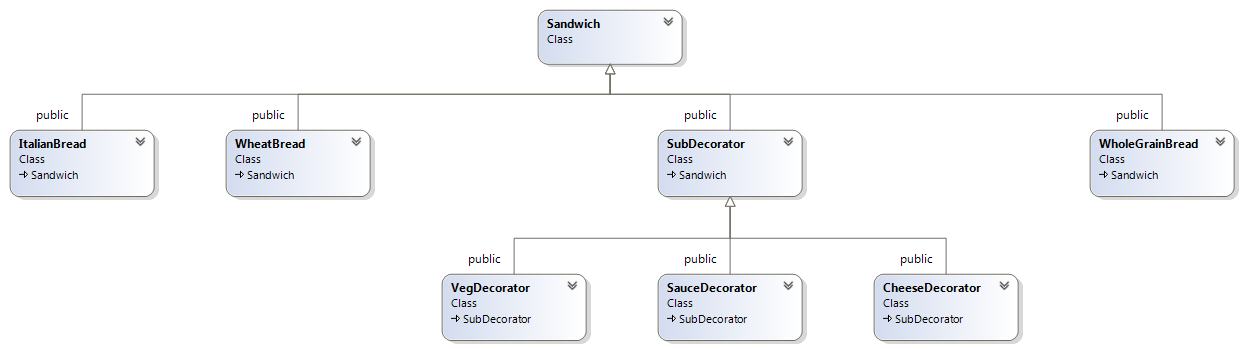 Sandwich
Class
public
public
public
public
ItalianBread
Class
Sandwich
WheatBread
Class
Sandwich
SubDecorator
Class
Sandwich
WholeGrainBread
Class
Sandwich
public
public
public
VegDecorator
Class
SubDecorator
SauceDecorator
Class
SubDecorator
CheeseDecorator
Class
SubDecorator